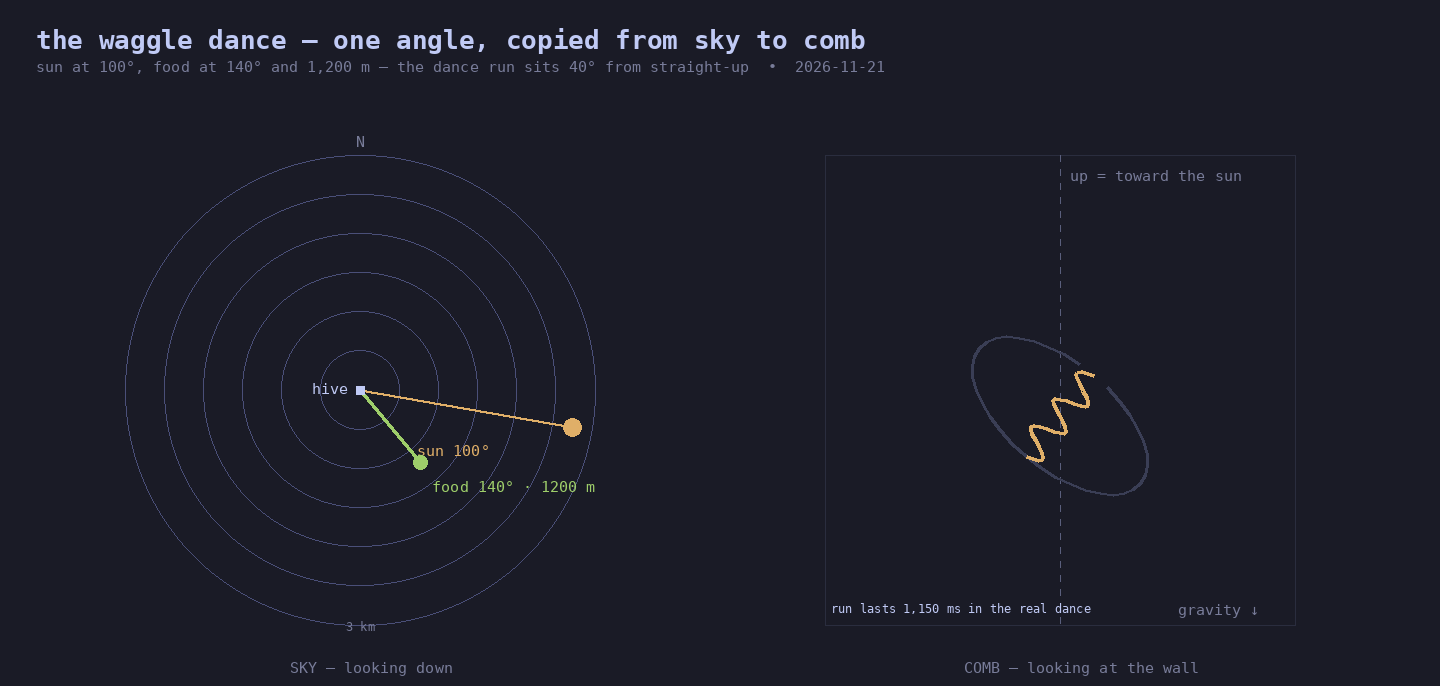 the waggle dance — one angle, copied from sky to comb
sun at 100°, food at 140° and 1,200 m — the dance run sits 40° from straight-up • 2026-11-21
N
up = toward the sun
hive
sun 100°
food 140° · 1200 m
run lasts 1,150 ms in the real dance
gravity ↓
3 km
SKY — looking down
COMB — looking at the wall